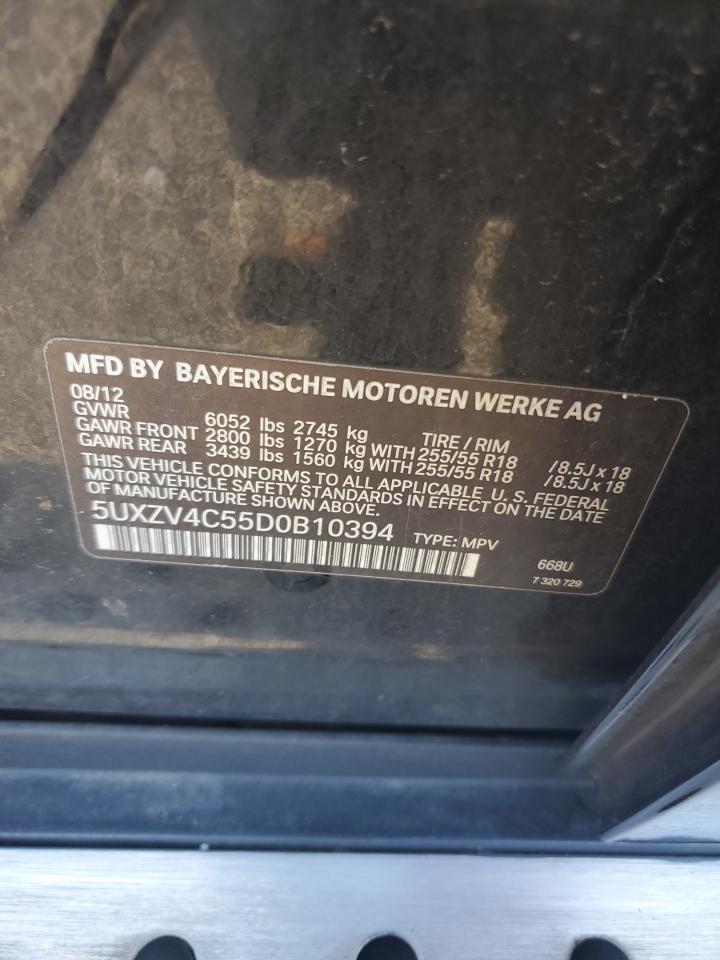 MFD BY BAYERISCHE MOTOREN WERKE AG
08/12
GVWR 6052 lbs 2745 kg TIRE / RIM
GAWR FRONT 2800 lbs 1270 kg WITH 255/55 R18 /8.5J x 18
GAWR REAR 3439 lbs 1560 kg WITH 255/55 R18 /8.5J x 18
THIS VEHICLE CONFORMS TO ALL APPLICABLE U. S. FEDERAL
MOTOR VEHICLE SAFETY STANDARDS IN EFFECT ON THE DATE
OF MANUFACTURE SHOWN ABOVE.
5UXZV4C55D0B10394 TYPE: MPV
668U
7 320 729